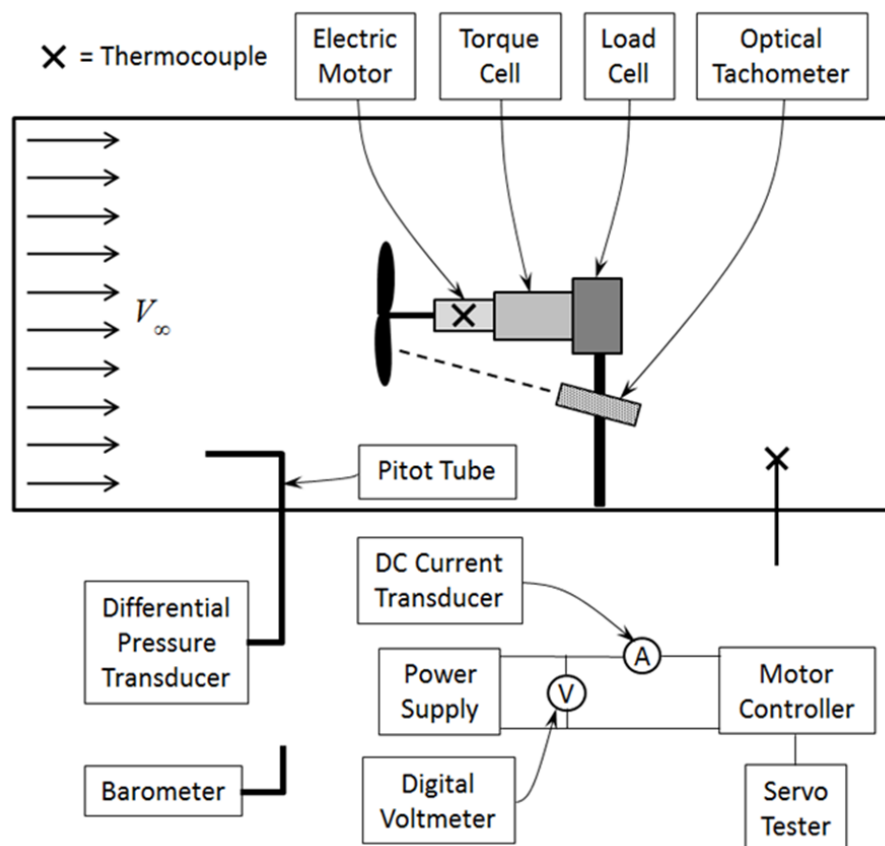 = Thermocouple
Electric
Motor
Torque
Cell
Load
Cell
Optical
Tachometer
V∞
Pitot Tube
DC Current
Transducer
Differential
Pressure
Transducer
Power
Supply
A
V
Motor
Controller
Barometer
Digital
Voltmeter
Servo
Tester